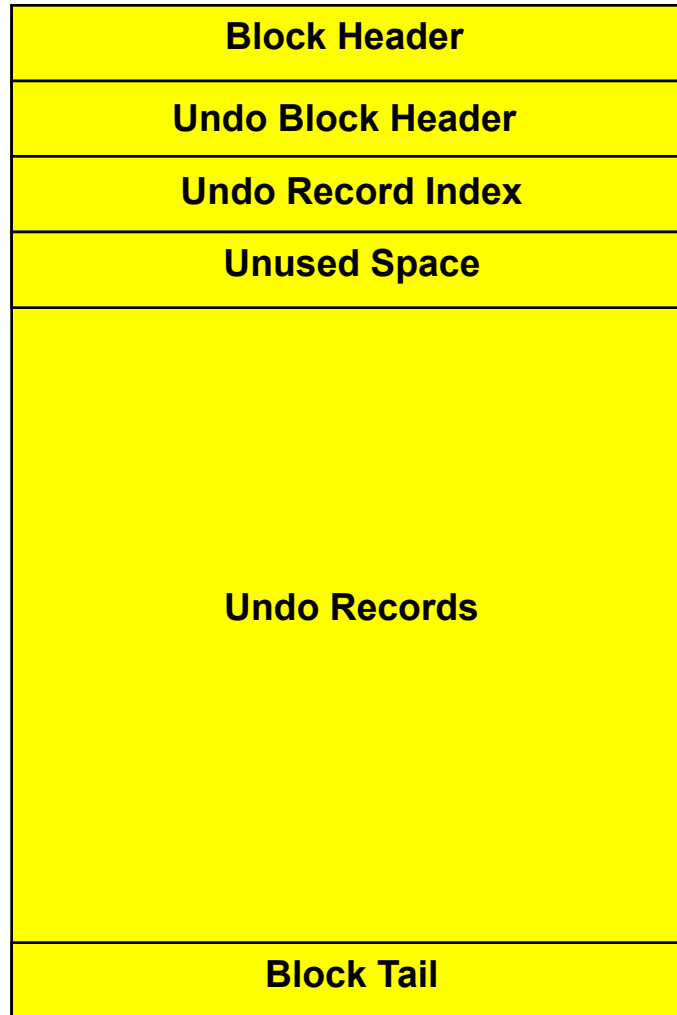 Block Header
Undo Block Header
Undo Record Index
Unused Space
Undo Records
Block Tail